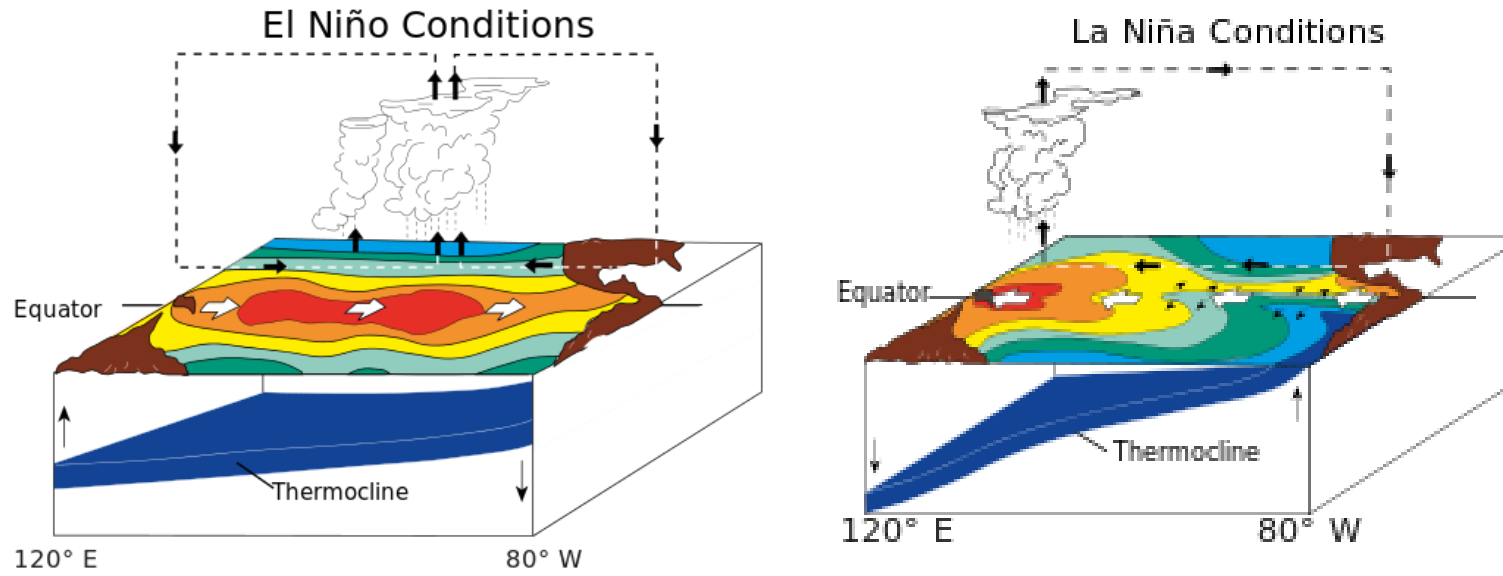 El Niño Conditions
Equator
Thermocline
120° E
80° W
La Niña Conditions
Equator
Thermocline
120° E
80° W